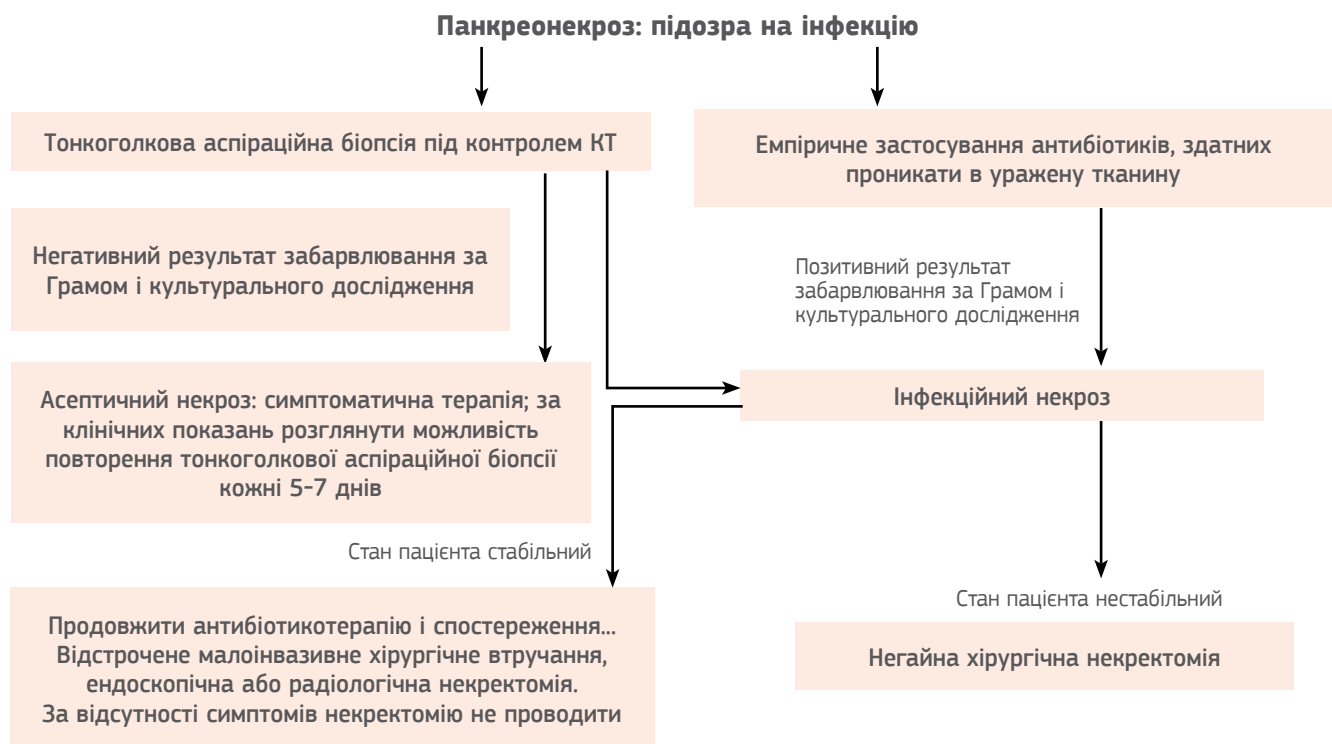 Панкреонекроз: підозра на інфекцію
Тонкоголкова аспіраційна біопсія під контролем КТ
Емпіричне застосування антибіотиків, здатних
проникати в уражену тканину
Негативний результат забарвлювання за
Грамом і культурального дослідження
Позитивний результат
забарвлювання за Грамом і
культурального дослідження
Асептичний некроз: симптоматична терапія; за
клінічних показань розглянути можливість
повторення тонкоголкової аспіраційної біопсії
кожні 5-7 днів
Інфекційний некроз
Стан пацієнта стабільний
Стан пацієнта нестабільний
Продовжити антибіотикотерапію і спостереження...
Відстрочене малоінвазивне хірургічне втручання,
ендоскопічна або радіологічна некректомія.
За відсутності симптомів некректомію не проводити
Негайна хірургічна некректомія